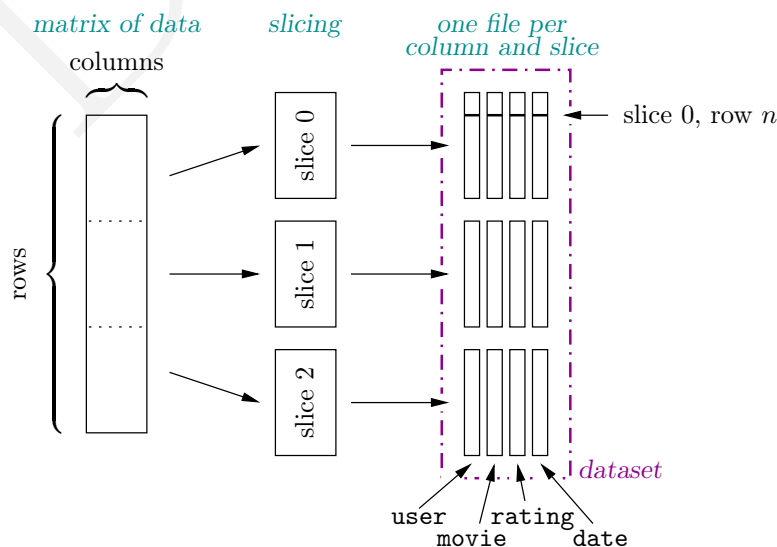 matrix of data
slicing
one file per
column and slice
columns
rows
slice 0
slice 1
slice 2
slice 0, row n
dataset
user
movie
rating
date